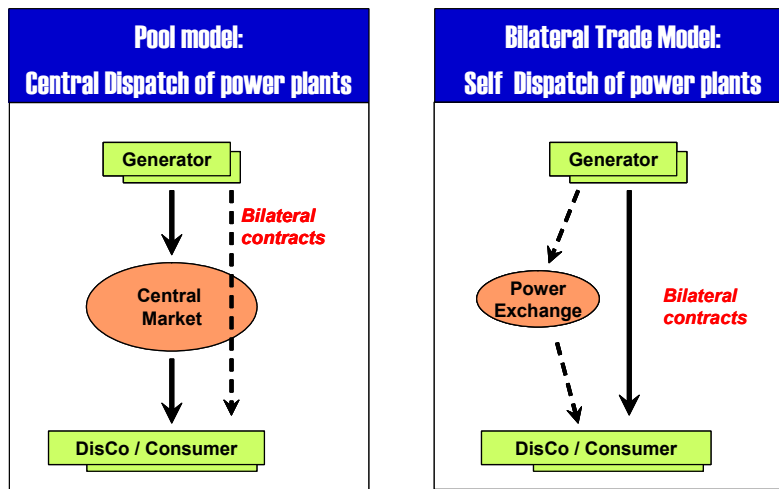 Pool model:
Central Dispatch of power plants
Generator
Bilateral
contracts
Central
Market
DisCo / Consumer
Bilateral Trade Model:
Self Dispatch of power plants
Generator
Power
Exchange
Bilateral
contracts
DisCo / Consumer